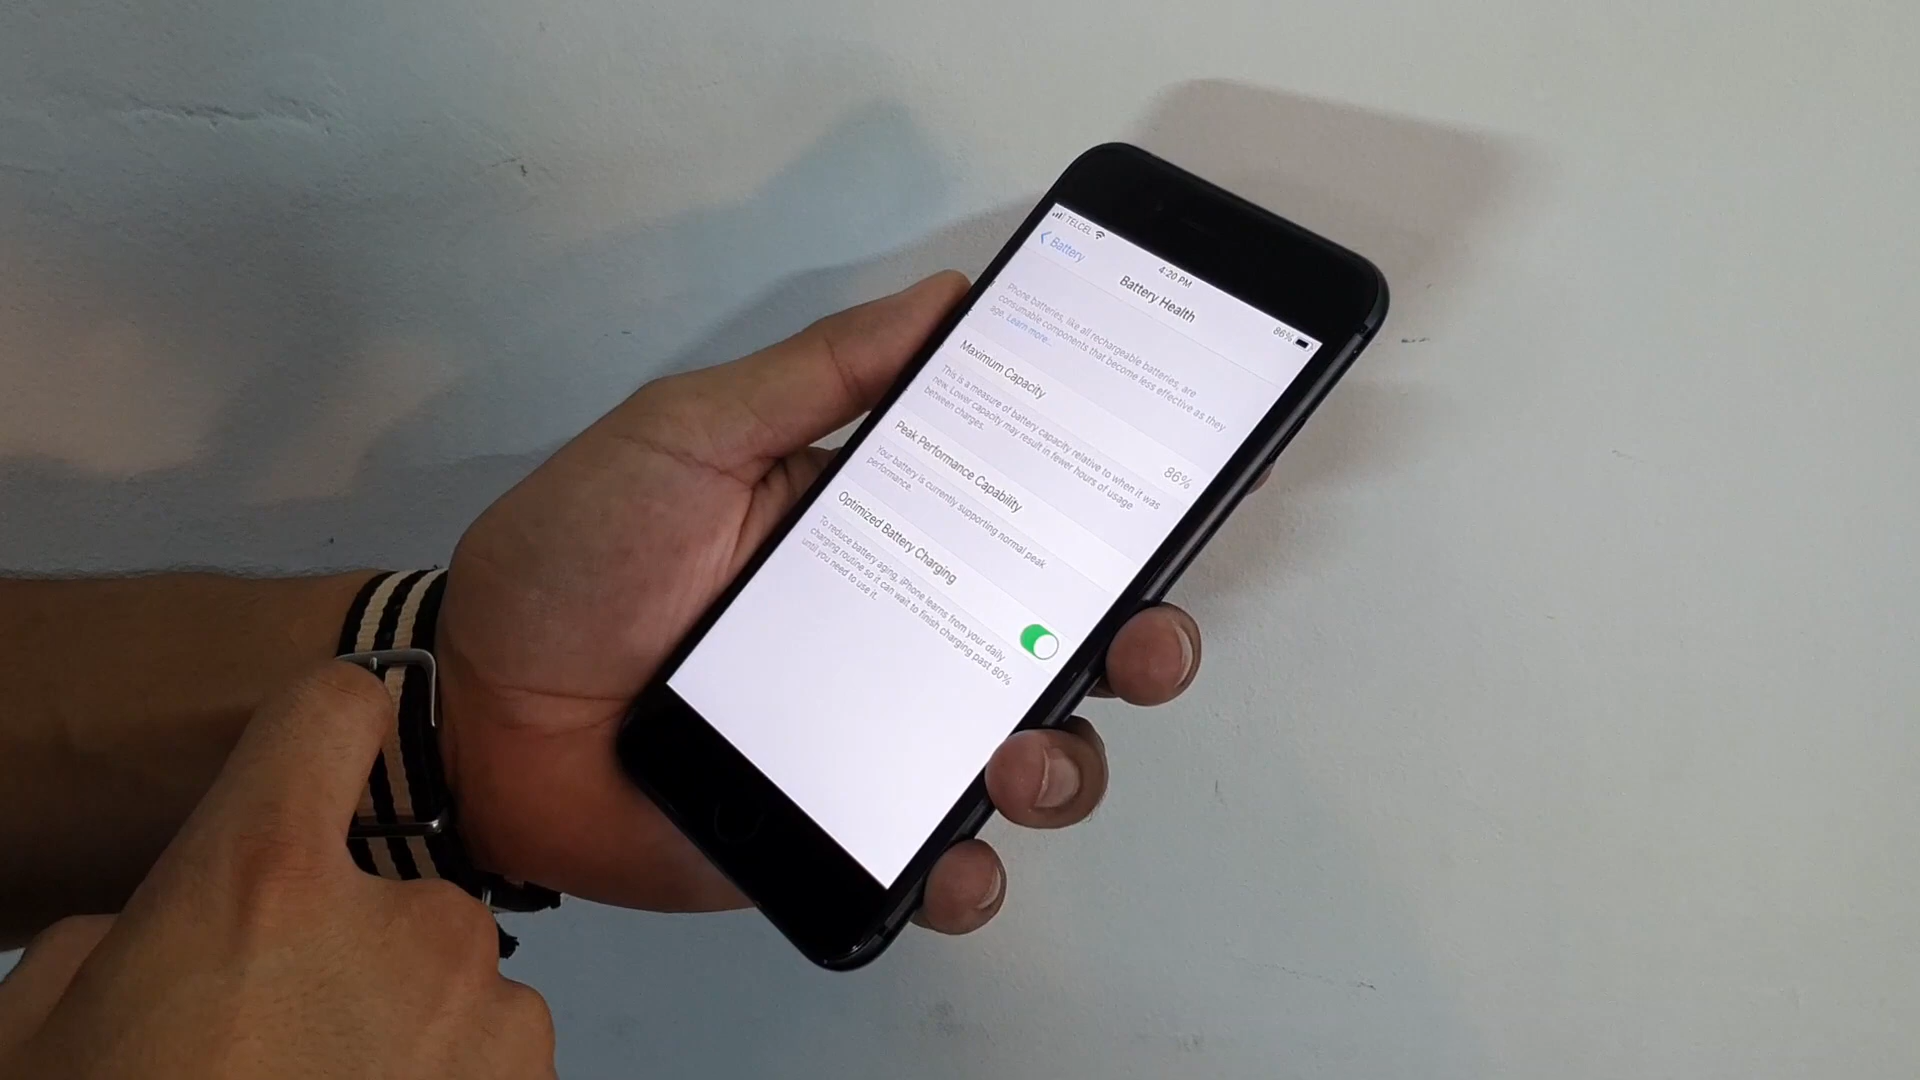 TELCEL
4:20 PM
86%
Battery
Battery Health
Phone batteries, like all rechargeable batteries, are
consumable components that become less effective as they
age. Learn more...
Maximum Capacity
86%
This is a measure of battery capacity relative to when it was
new. Lower capacity may result in fewer hours of usage
between charges.
Peak Performance Capability
Your battery is currently supporting normal peak
performance.
Optimized Battery Charging
To reduce battery aging, iPhone learns from your daily
charging routine so it can wait to finish charging past 80%
until you need to use it.